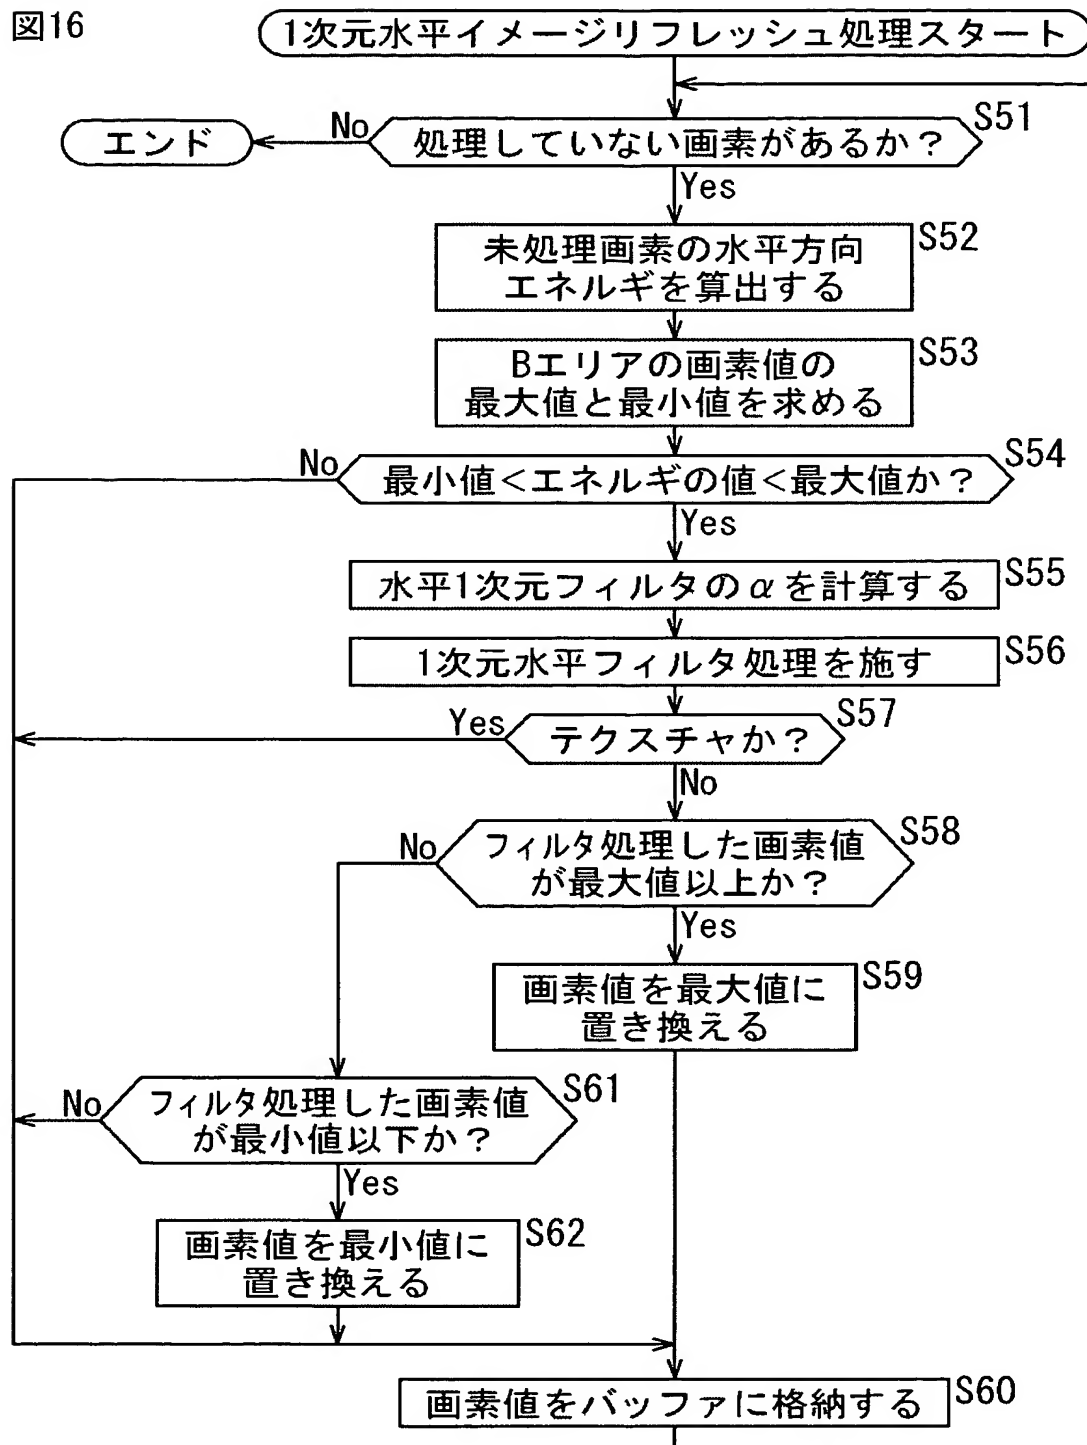 図16
1次元水平イメージリフレッシュ処理スタート
S51
処理していない画素があるか?
No
エンド
Yes
S52
未処理画素の水平方向
エネルギを算出する
S53
Bエリアの画素値の
最大値と最小値を求める
S54
最小値<エネルギの値<最大値か?
No
Yes
S55
水平1次元フィルタのαを計算する
S56
1次元水平フィルタ処理を施す
S57
テクスチャか?
Yes
No
S58
フィルタ処理した画素値
が最大値以上か?
No
Yes
S59
画素値を最大値に
置き換える
S61
フィルタ処理した画素値
が最小値以下か?
No
Yes
S62
画素値を最小値に
置き換える
S60
画素値をバッファに格納する